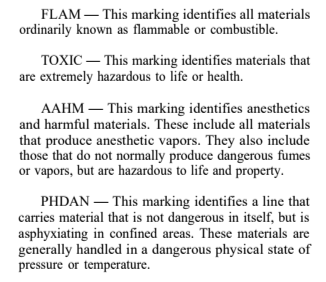 FLAM — This marking identifies all materials
ordinarily known as flammable or combustible.
TOXIC — This marking identifies materials that
are extremely hazardous to life or health.
AAHM — This marking identifies anesthetics
and harmful materials. These include all materials
that produce anesthetic vapors. They also include
those that do not normally produce dangerous fumes
or vapors, but are hazardous to life and property.
PHDAN — This marking identifies a line that
carries material that is not dangerous in itself, but is
asphyxiating in confined areas. These materials are
generally handled in a dangerous physical state of
pressure or temperature.